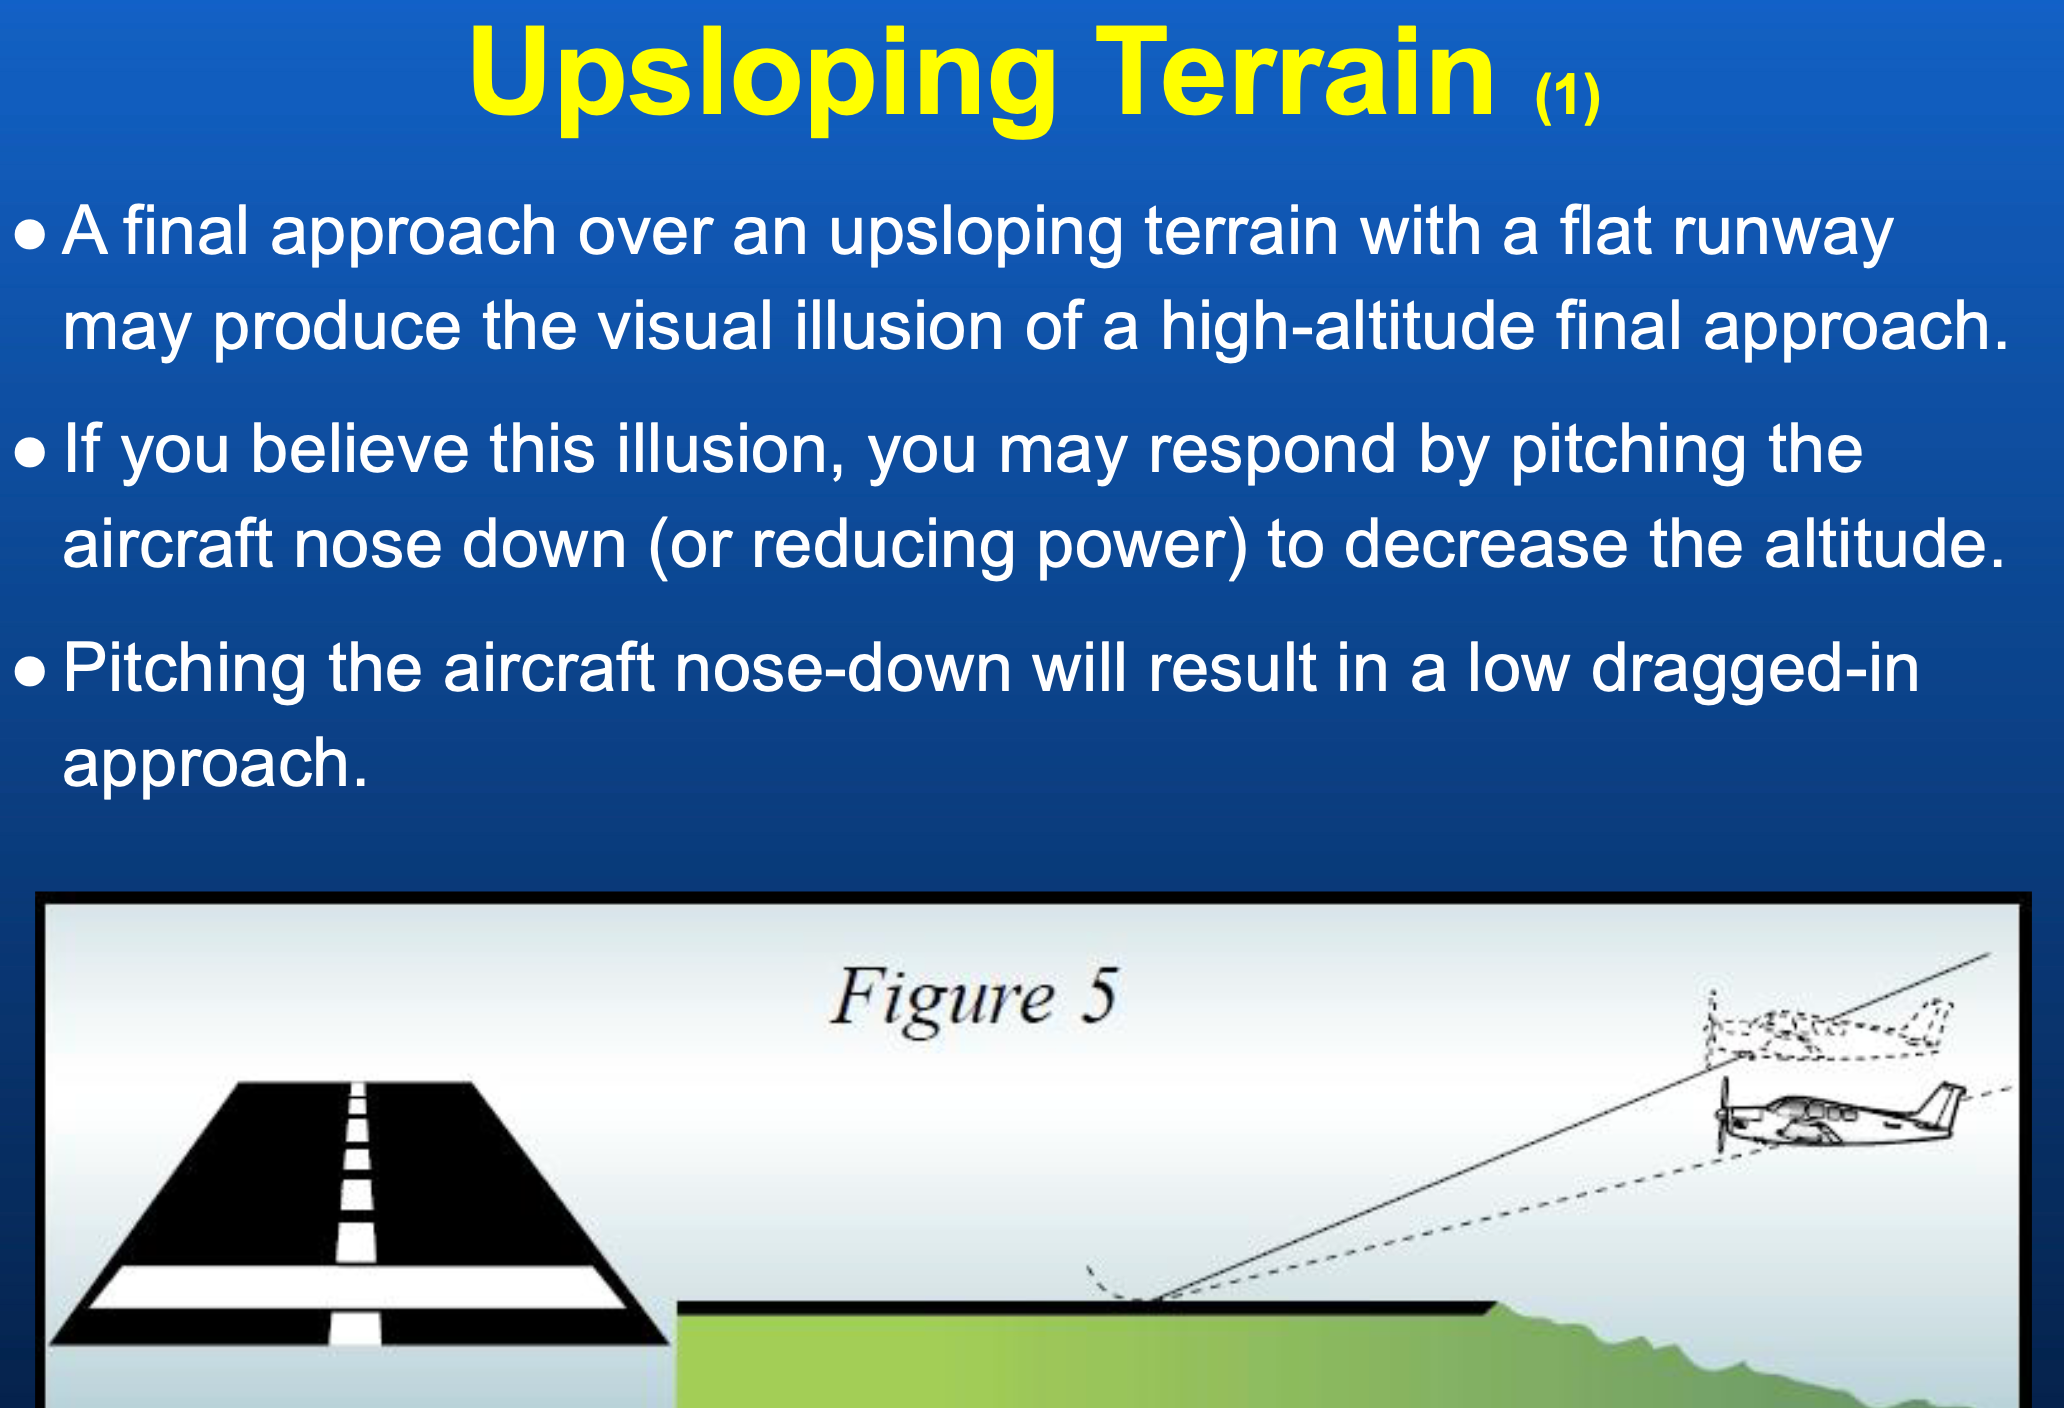 Upsloping Terrain (1)
● A final approach over an upsloping terrain with a flat runway
may produce the visual illusion of a high-altitude final approach.
● If you believe this illusion, you may respond by pitching the
aircraft nose down (or reducing power) to decrease the altitude.
● Pitching the aircraft nose-down will result in a low dragged-in
approach.
Figure 5